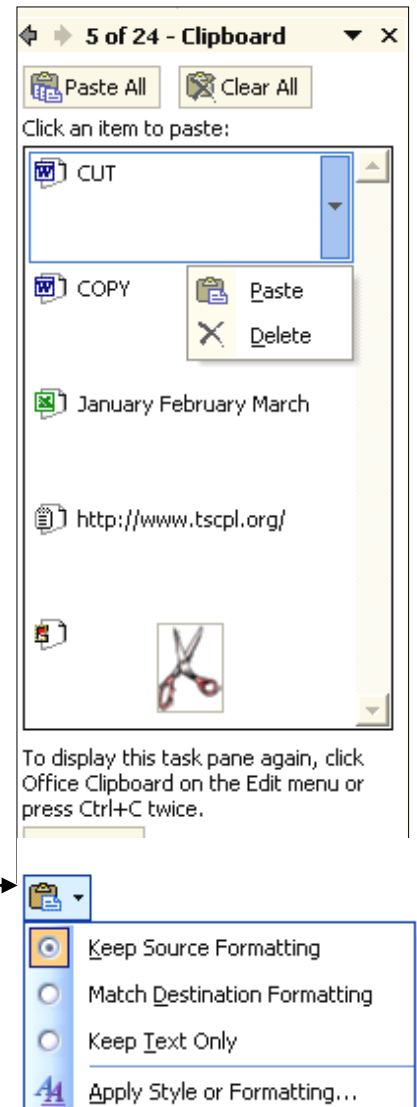 5 of 24 - Clipboard
Paste All Clear All
Click an item to paste:
CUT
COPY
Paste
Delete
January February March
http://www.tscpl.org/
To display this task pane again, click
Office Clipboard on the Edit menu or
press Ctrl+C twice.
Keep Source Formatting
Match Destination Formatting
Keep Text Only
Apply Style or Formatting...